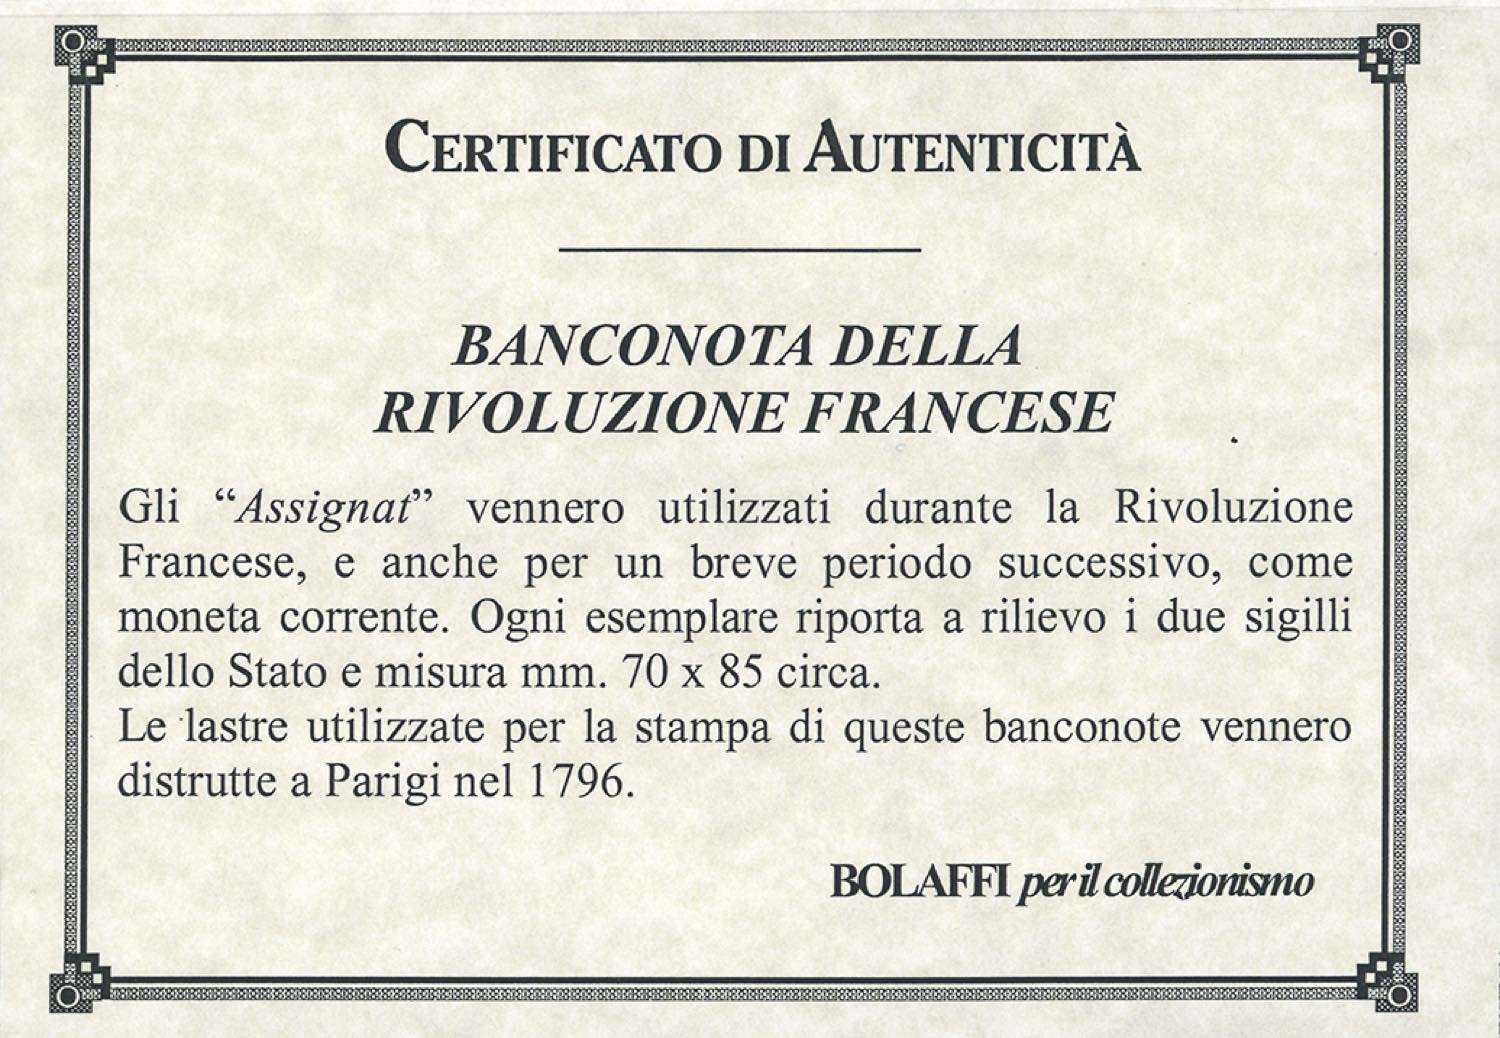 CERTIFICATO DI AUTENTICITÀ
BANCONOTA DELLA
RIVOLUZIONE FRANCESE
Gli “Assignat” vennero utilizzati durante la Rivoluzione
Francese, e anche per un breve periodo successivo, come
moneta corrente. Ogni esemplare riporta a rilievo i due sigilli
dello Stato e misura mm. 70 x 85 circa.
Le lastre utilizzate per la stampa di queste banconote vennero
distrutte a Parigi nel 1796.
BOLAFFI per il collezionismo